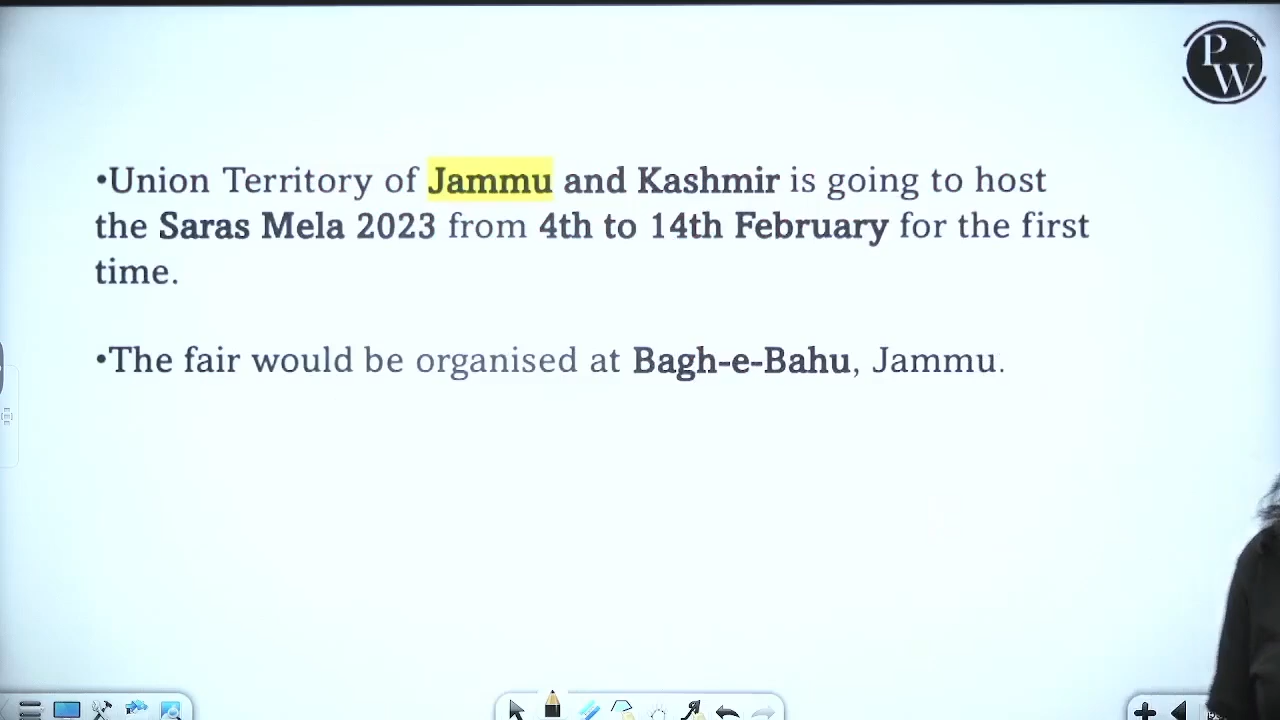 PW
•Union Territory of Jammu and Kashmir is going to host
the Saras Mela 2023 from 4th to 14th February for the first
time.
•The fair would be organised at Bagh-e-Bahu, Jammu.